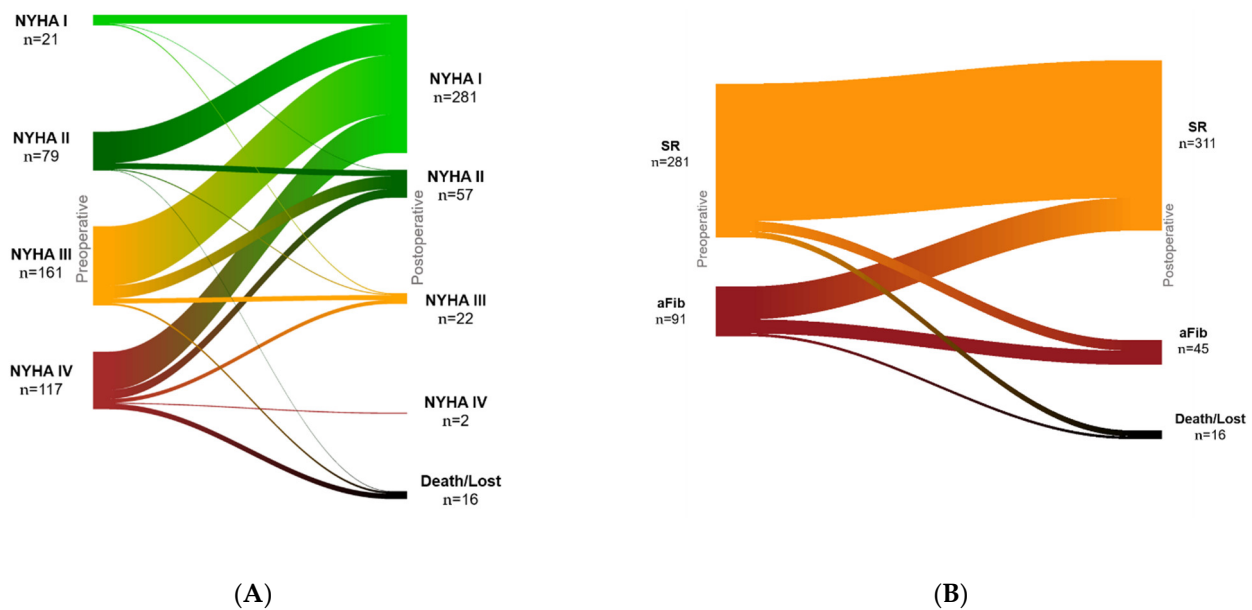 NYHA I
n=21
NYHA II
n=79
Preoperative
NYHA III
n=161
NYHA IV
n=117
NYHA I
n=281
NYHA II
n=57
Postoperative
NYHA III
n=22
NYHA IV
n=2
Death/Lost
n=16
(A)
SR
n=281
Preoperative
aFib
n=91
SR
n=311
Postoperative
aFib
n=45
Death/Lost
n=16
(B)